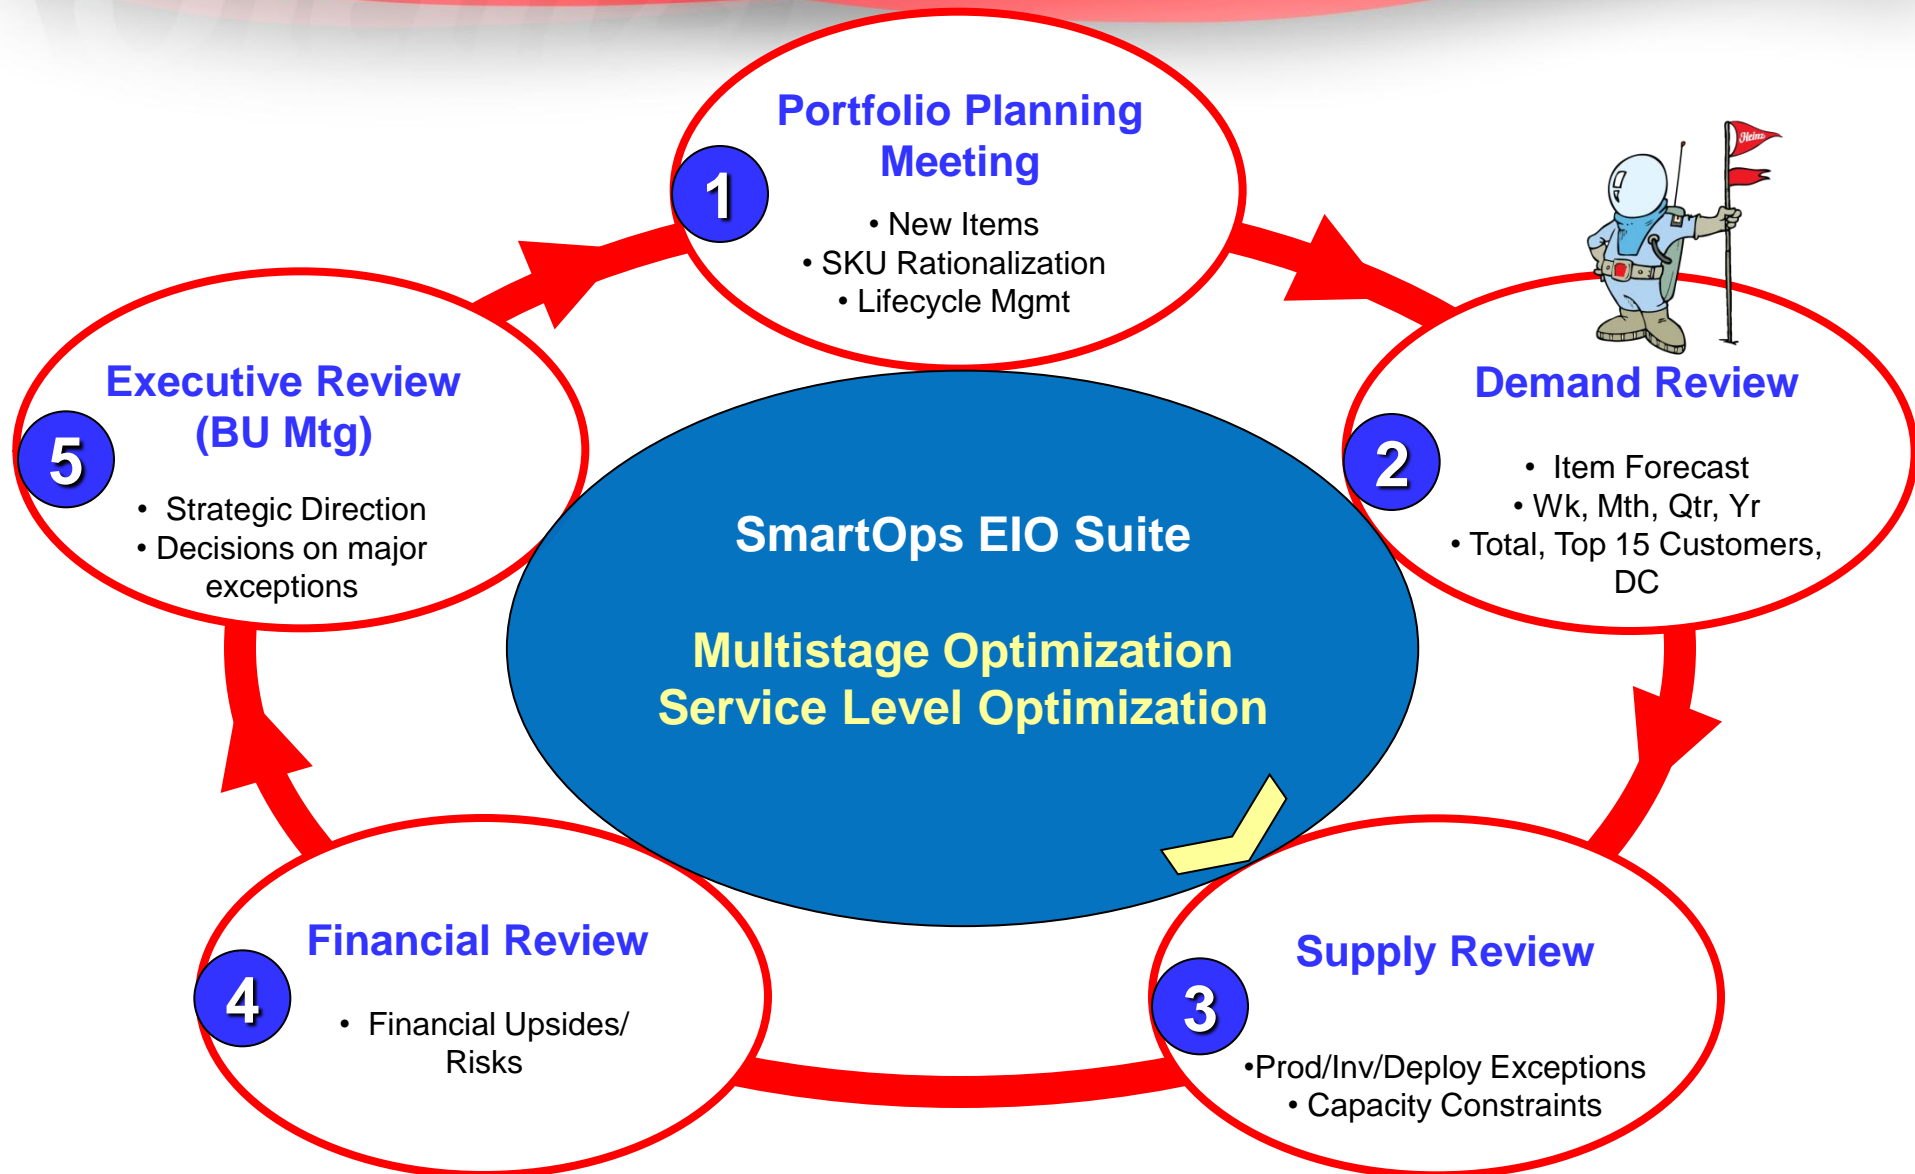 Portfolio Planning
Meeting
1
• New Items
• SKU Rationalization
• Lifecycle Mgmt
Heinz
Demand Review
2
• Item Forecast
• Wk, Mth, Qtr, Yr
• Total, Top 15 Customers,
DC
Executive Review
(BU Mtg)
5
• Strategic Direction
• Decisions on major
exceptions
SmartOps EIO Suite
Multistage Optimization
Service Level Optimization
Supply Review
3
•Prod/Inv/Deploy Exceptions
• Capacity Constraints
Financial Review
4
• Financial Upsides/
Risks